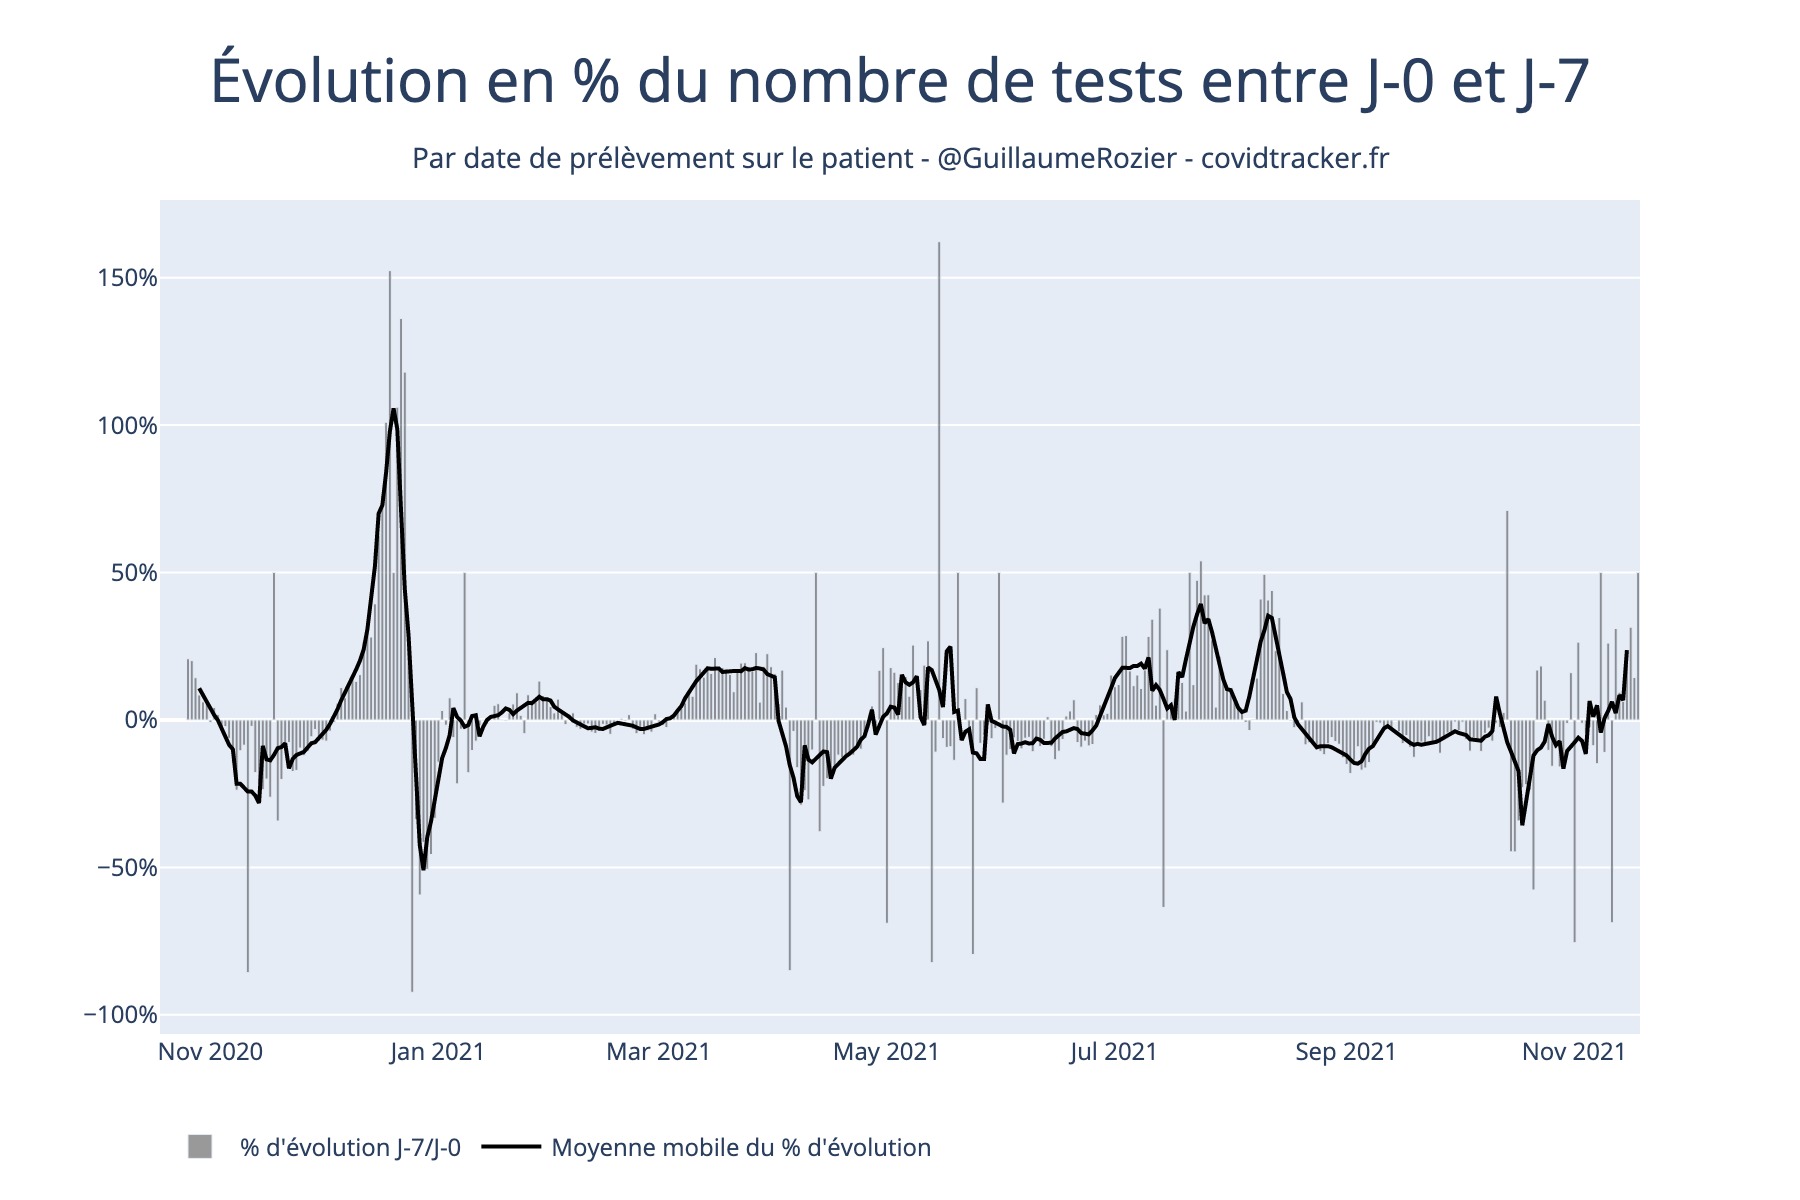 Évolution en % du nombre de tests entre J-0 et J-7
Par date de prélèvement sur le patient - @GuillaumeRozier - covidtracker.fr
150%
100%
50%
0%
−50%
−100%
Nov 2020 Jan 2021 Mar 2021 May 2021 Jul 2021 Sep 2021 Nov 2021
% d'évolution J-7/J-0 Moyenne mobile du % d'évolution